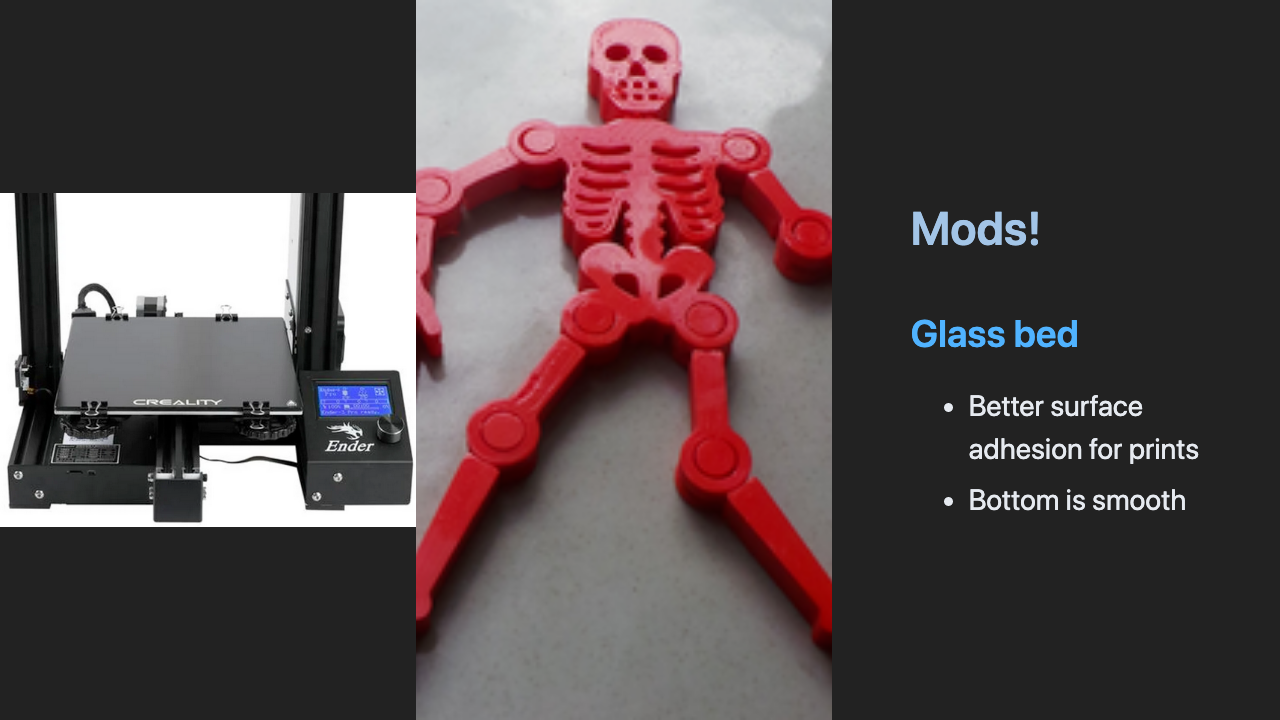 CREALITY
Ender
Mods!
Glass bed
Better surface
adhesion for prints
Bottom is smooth